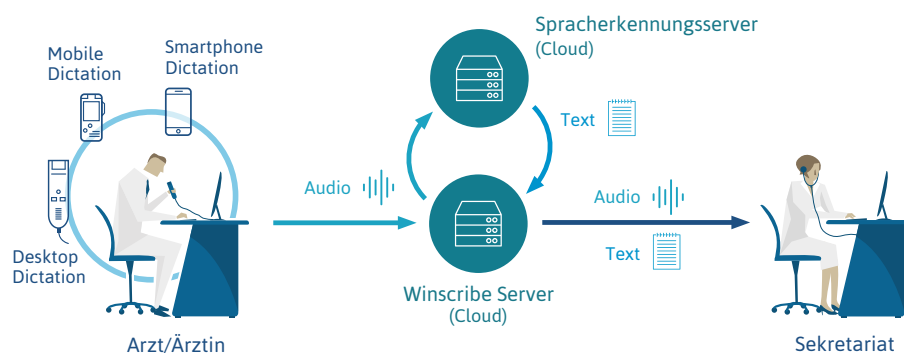 Mobile
Dictation
Smartphone
Dictation
Desktop
Dictation
Arzt/Ärztin
Audio
Spracherkennungsserver
(Cloud)
Text
Winscribe Server
(Cloud)
Audio
Text
Sekretariat